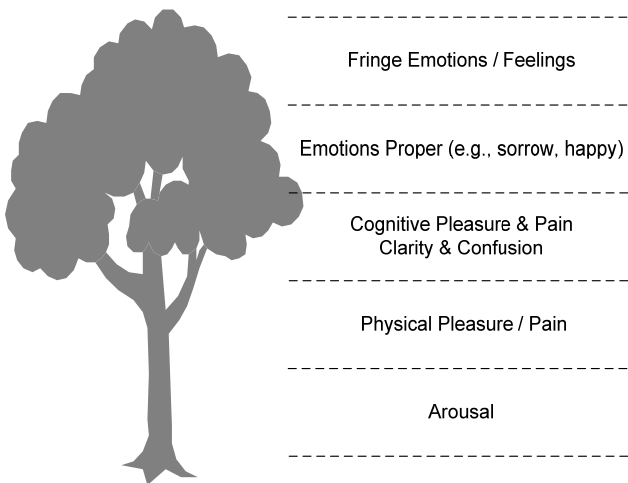 Fringe Emotions / Feelings
Emotions Proper (e.g., sorrow, happy)
Cognitive Pleasure & Pain
Clarity & Confusion
Physical Pleasure / Pain
Arousal